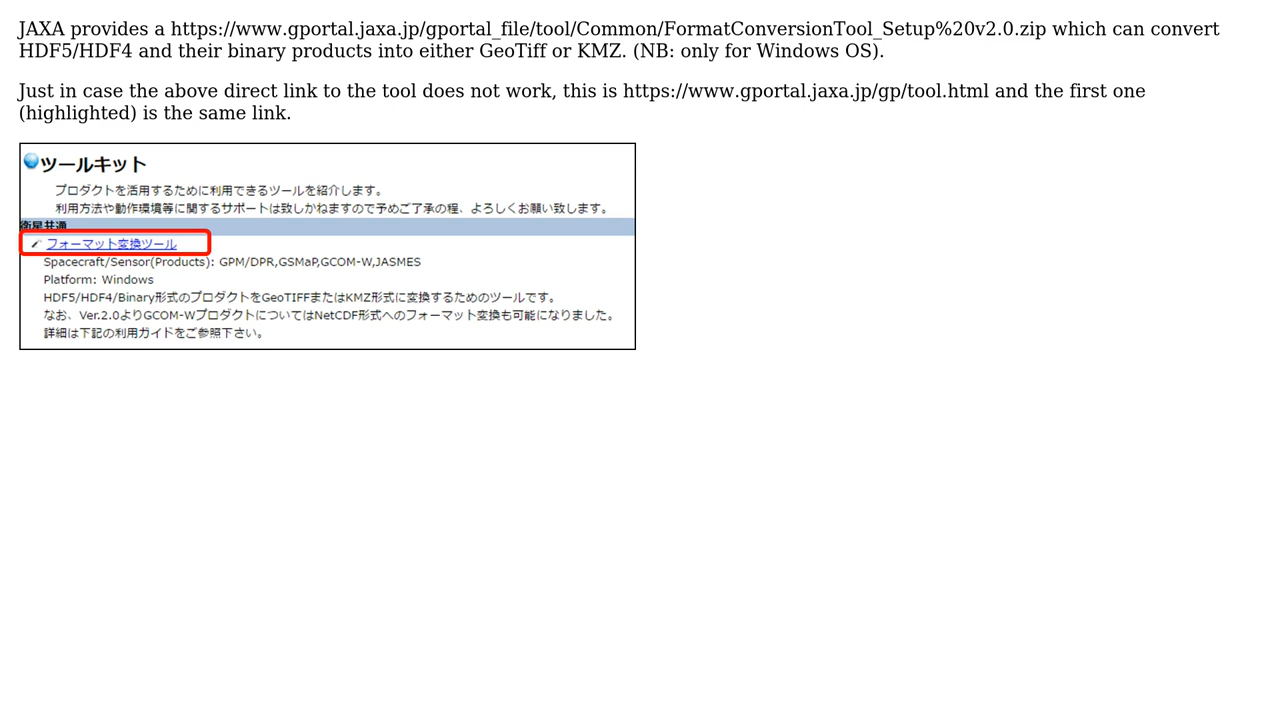 JAXA provides a https://www.gportal.jaxa.jp/gportal_file/tool/Common/FormatConversionTool_Setup%20v2.0.zip which can convert
HDF5/HDF4 and their binary products into either GeoTiff or KMZ. (NB: only for Windows OS).
Just in case the above direct link to the tool does not work, this is https://www.gportal.jaxa.jp/gp/tool.html and the first one
(highlighted) is the same link.
ツールキット
プロダクトを活用するために利用できるツールを紹介します。
利用方法や動作環境等に関するサポートは致しかねますので予めご了承の程、よろしくお願い致します。
衛星共通
フォーマット変換ツール
Spacecraft/Sensor(Products): GPM/DPR,GSMaP,GCOM-W,JASMES
Platform: Windows
HDF5/HDF4/Binary形式のプロダクトをGeoTIFFまたはKMZ形式に変換するためのツールです。
なお、Ver.2.0よりGCOM-WプロダクトについてはNetCDF形式へのフォーマット変換も可能になりました。
詳細は下記の利用ガイドをご参照下さい。